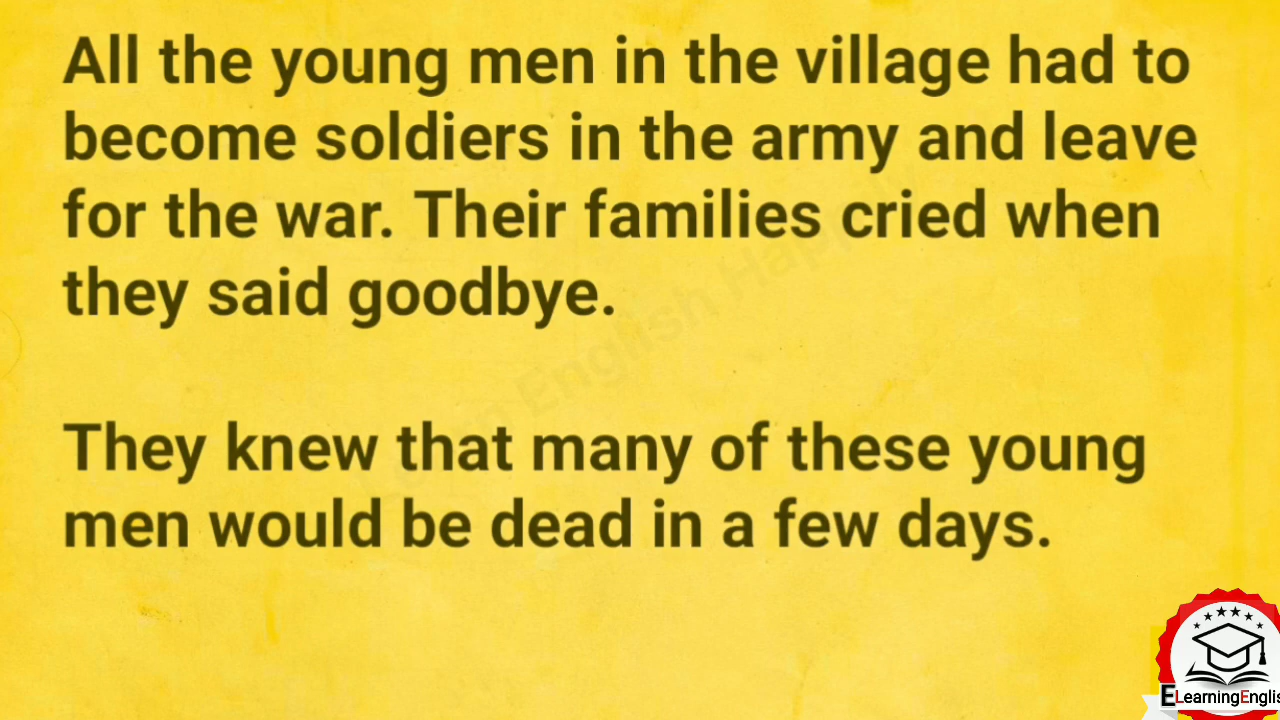 All the young men in the village had to
become soldiers in the army and leave
for the war. Their families cried when
they said goodbye.
They knew that many of these young
men would be dead in a few days.